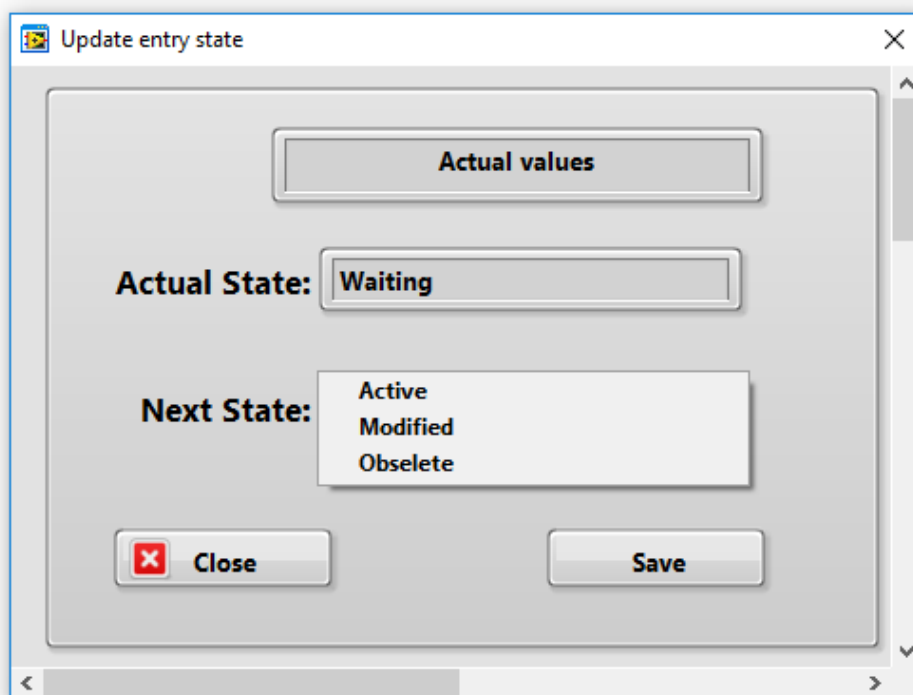 Update entry state
Actual values
Actual State: Waiting
Next State:
Active
Modified
Obselete
Close
Save